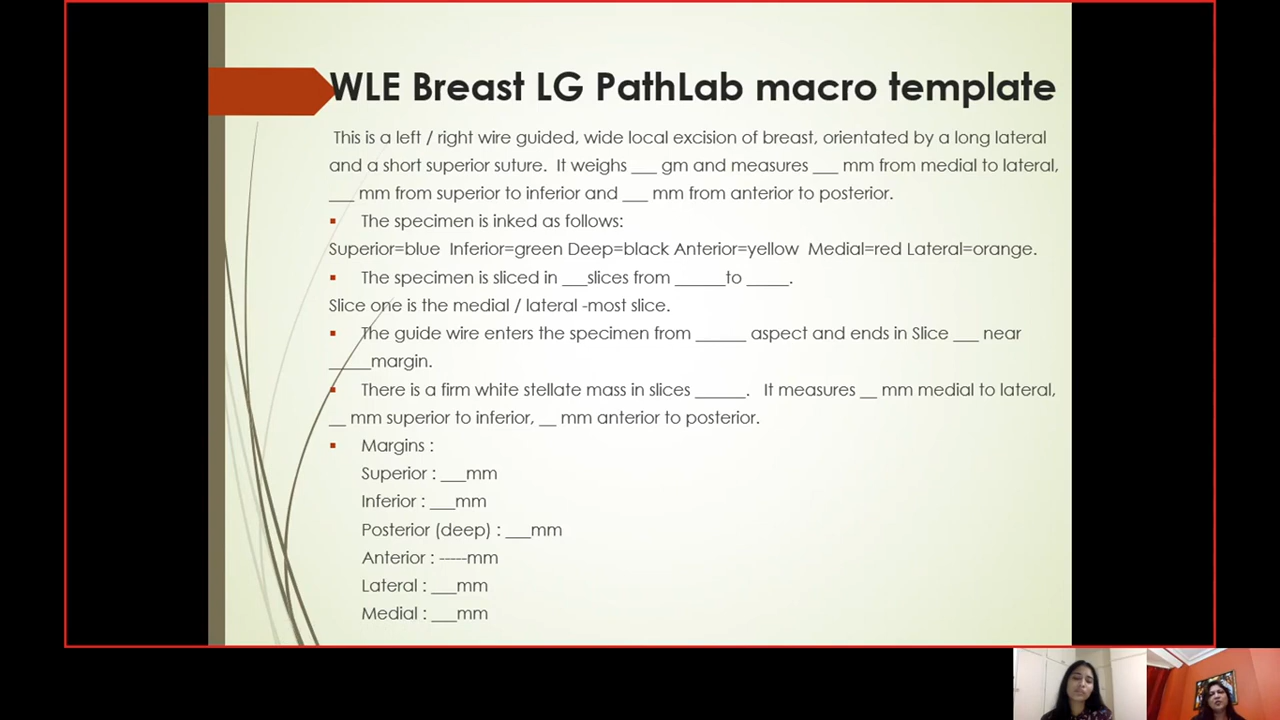 WLE Breast LG PathLab macro template
This is a left / right wire guided, wide local excision of breast, orientated by a long lateral
and a short superior suture. It weighs ___ gm and measures ___ mm from medial to lateral,
___ mm from superior to inferior and ___ mm from anterior to posterior.
▪ The specimen is inked as follows:
Superior=blue Inferior=green Deep=black Anterior=yellow Medial=red Lateral=orange.
▪ The specimen is sliced in ___slices from ______to _____.
Slice one is the medial / lateral -most slice.
▪ The guide wire enters the specimen from ______ aspect and ends in Slice ___ near
_____margin.
▪ There is a firm white stellate mass in slices ______. It measures __ mm medial to lateral,
__ mm superior to inferior, __ mm anterior to posterior.
▪ Margins :
Superior : ___mm
Inferior : ___mm
Posterior (deep) : ___mm
Anterior : -----mm
Lateral : ___mm
Medial : ___mm